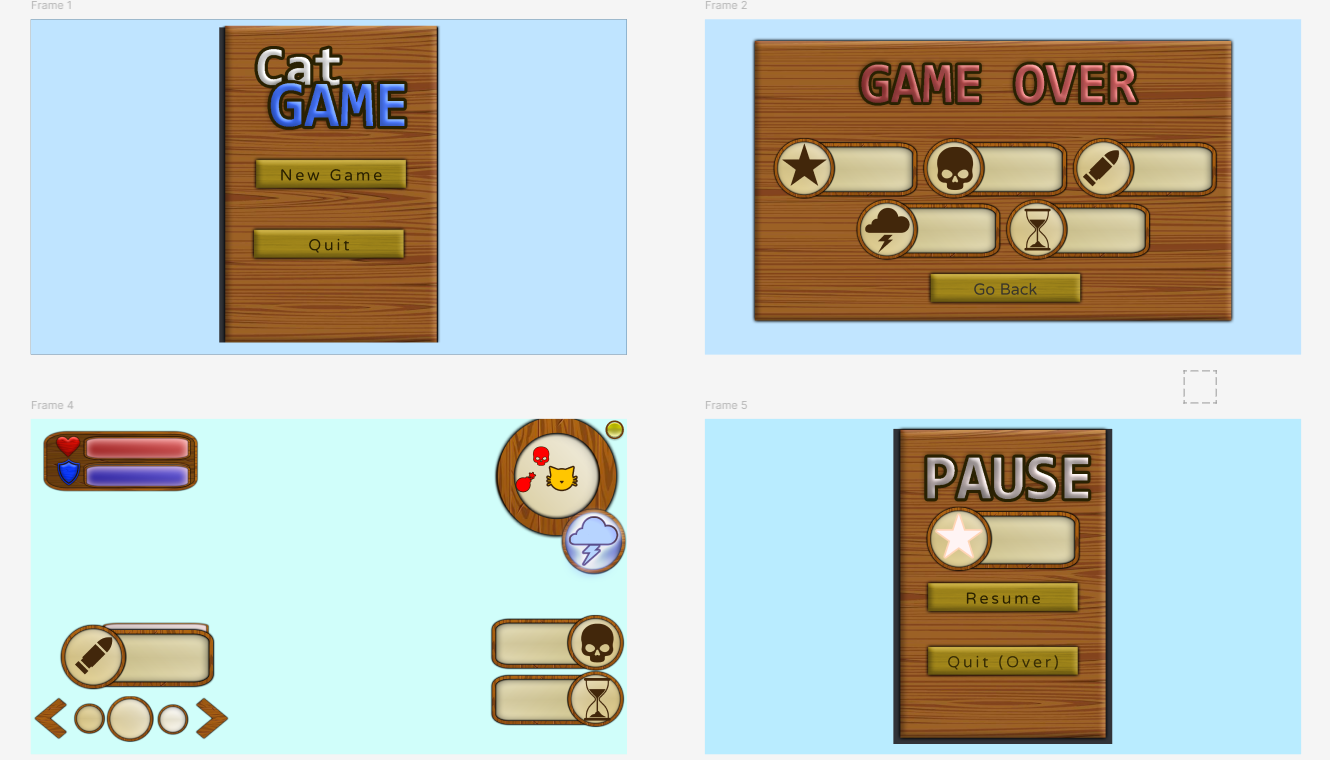 Frame 1
Cat
GAME
New Game
Quit
Frame 2
GAME OVER
Go Back
Frame 4
Frame 5
PAUSE
Resume
Quit (Over)